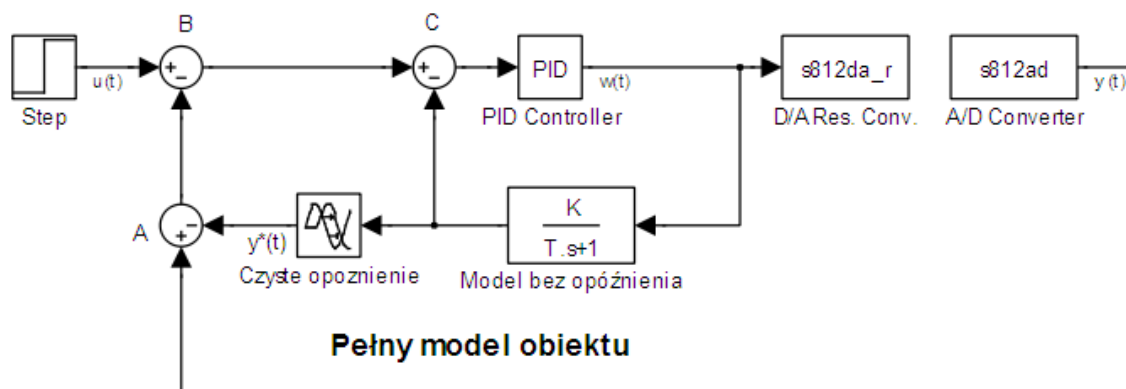 B
C
+
−
+
−
PID
s812da_r
s812ad
u(t)
w(t)
y(t)
Step
PID Controller
D/A Res. Conv.
A/D Converter
A
−
+
y*(t)
K
T.s+1
Czyste opoznienie
Model bez opóźnienia
Pełny model obiektu